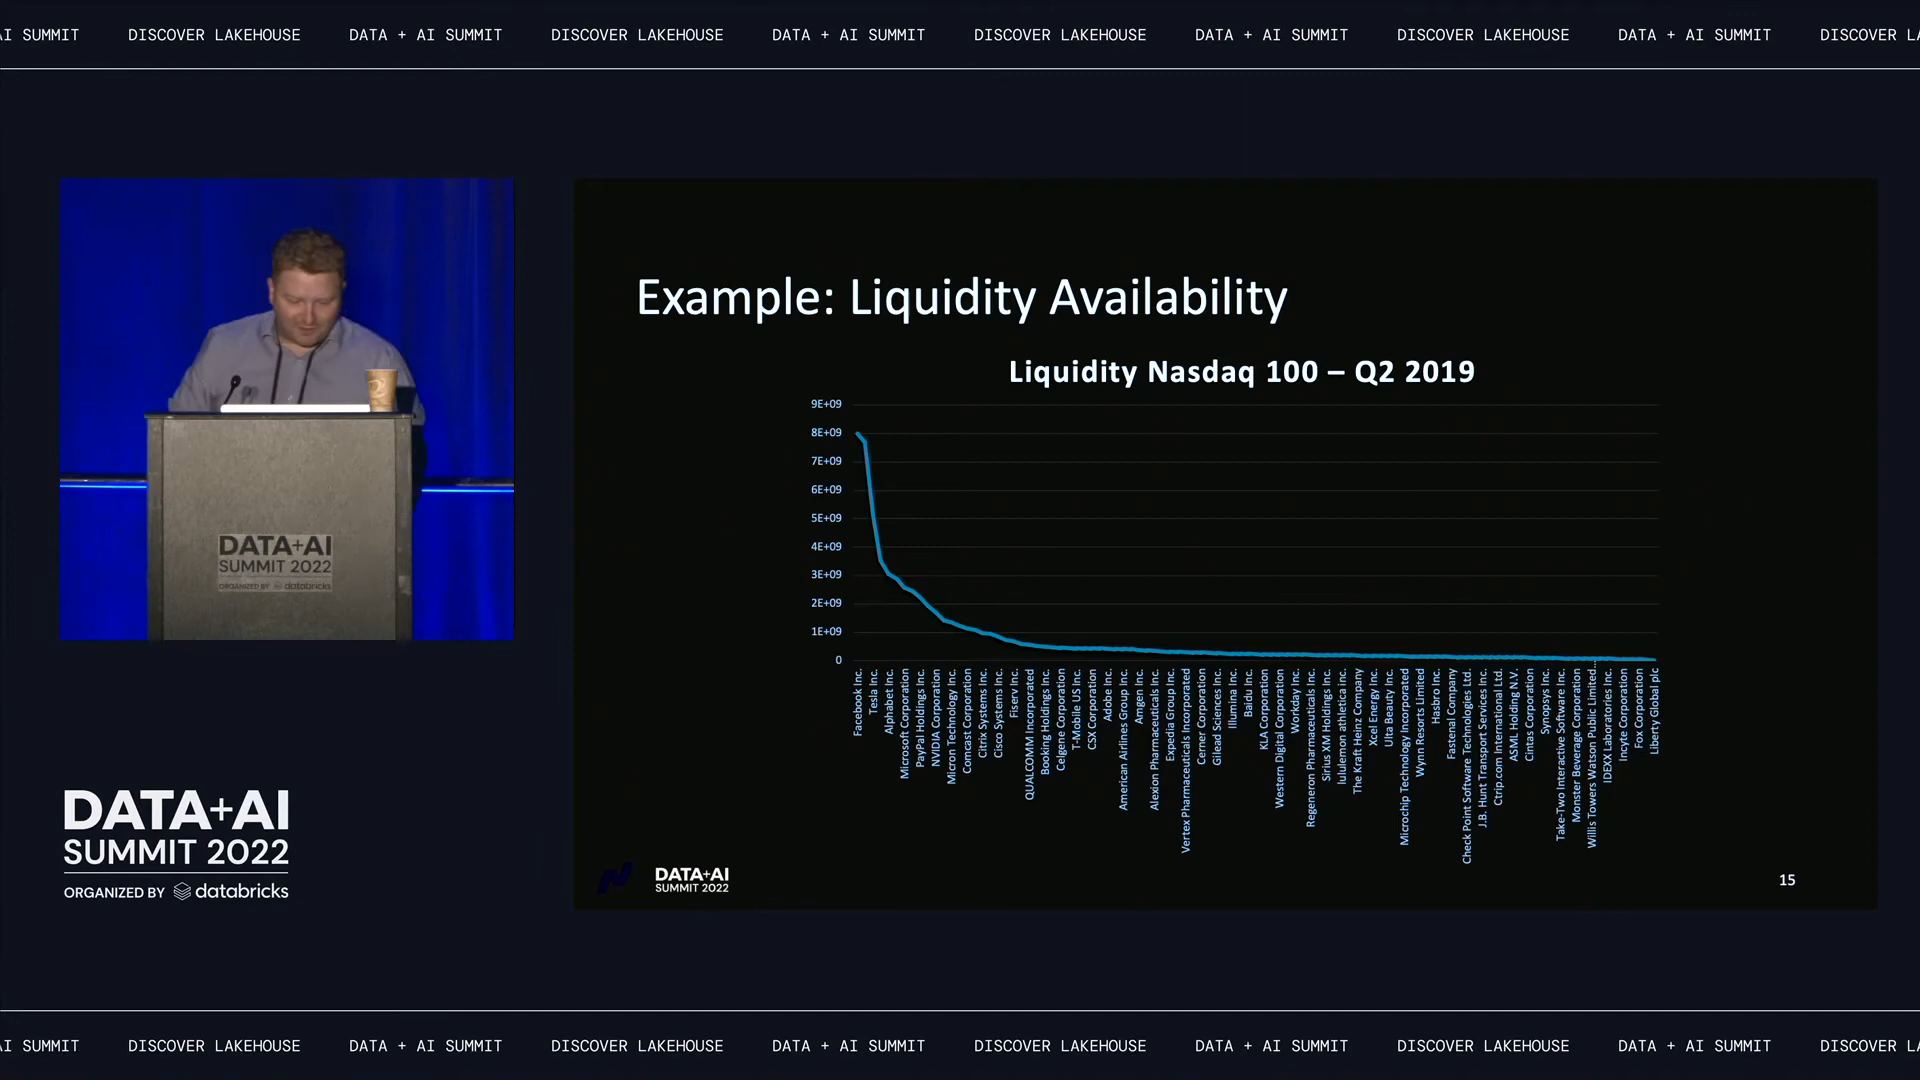 AI SUMMIT DISCOVER LAKEHOUSE DATA + AI SUMMIT DISCOVER LAKEHOUSE DATA + AI SUMMIT DISCOVER LAKEHOUSE DATA + AI SUMMIT DISCOVER LAKEHOUSE DATA + AI SUMMIT DISCOVER LA
Example: Liquidity Availability
Liquidity Nasdaq 100 – Q2 2019
9E+09
8E+09
7E+09
6E+09
5E+09
4E+09
3E+09
2E+09
1E+09
0
Facebook Inc.
Tesla Inc.
Alphabet Inc.
Microsoft Corporation
PayPal Holdings Inc.
NVIDIA Corporation
Micron Technology Inc.
Comcast Corporation
Citrix Systems Inc.
Cisco Systems Inc.
Fiserv Inc.
QUALCOMM Incorporated
Booking Holdings Inc.
Celgene Corporation
T-Mobile US Inc.
CSX Corporation
Adobe Inc.
American Airlines Group Inc.
Amgen Inc.
Alexion Pharmaceuticals Inc.
Expedia Group Inc.
Vertex Pharmaceuticals Incorporated
Cerner Corporation
Gilead Sciences Inc.
Illumina Inc.
Baidu Inc.
KLA Corporation
Western Digital Corporation
Workday Inc.
Regeneron Pharmaceuticals Inc.
Sirius XM Holdings Inc.
lululemon athletica inc.
The Kraft Heinz Company
Xcel Energy Inc.
Ulta Beauty Inc.
Microchip Technology Incorporated
Wynn Resorts Limited
Hasbro Inc.
Fastenal Company
Check Point Software Technologies Ltd.
J.B. Hunt Transport Services Inc.
Ctrip.com International Ltd.
ASML Holding N.V.
Cintas Corporation
Synopsys Inc.
Take-Two Interactive Software Inc.
Monster Beverage Corporation
Willis Towers Watson Public Limited...
IDEXX Laboratories Inc.
Incyte Corporation
Fox Corporation
Liberty Global plc
DATA+AI
SUMMIT 2022
15
DATA+AI
SUMMIT 2022
ORGANIZED BY databricks
DATA+AI
SUMMIT 2022
ORGANIZED BY databricks
AI SUMMIT DISCOVER LAKEHOUSE DATA + AI SUMMIT DISCOVER LAKEHOUSE DATA + AI SUMMIT DISCOVER LAKEHOUSE DATA + AI SUMMIT DISCOVER LAKEHOUSE DATA + AI SUMMIT DISCOVER LA